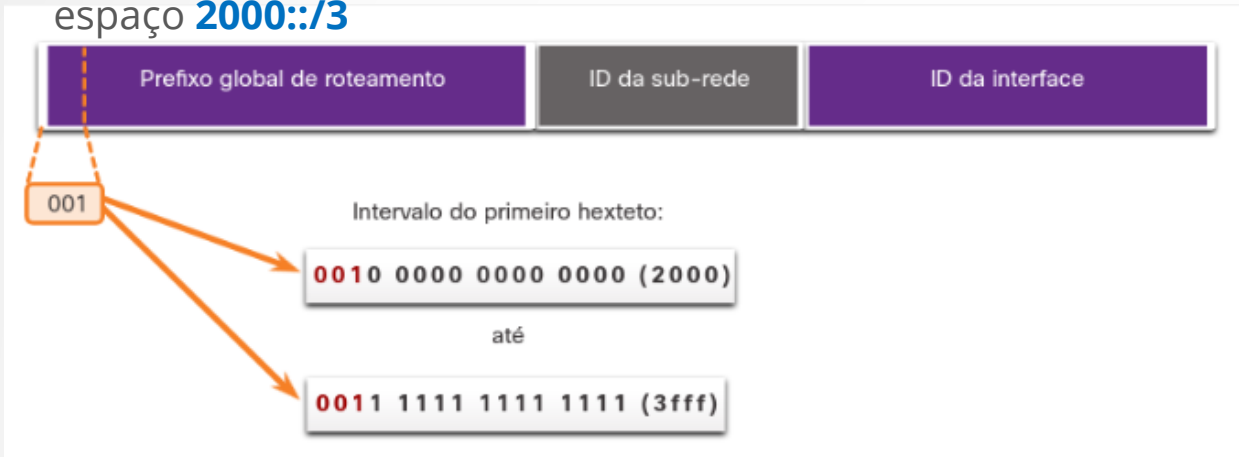 espaço 2000::/3
Prefixo global de roteamento ID da sub-rede ID da interface
001
Intervalo do primeiro hexteto:
0010 0000 0000 0000 (2000)
até
0011 1111 1111 1111 (3fff)